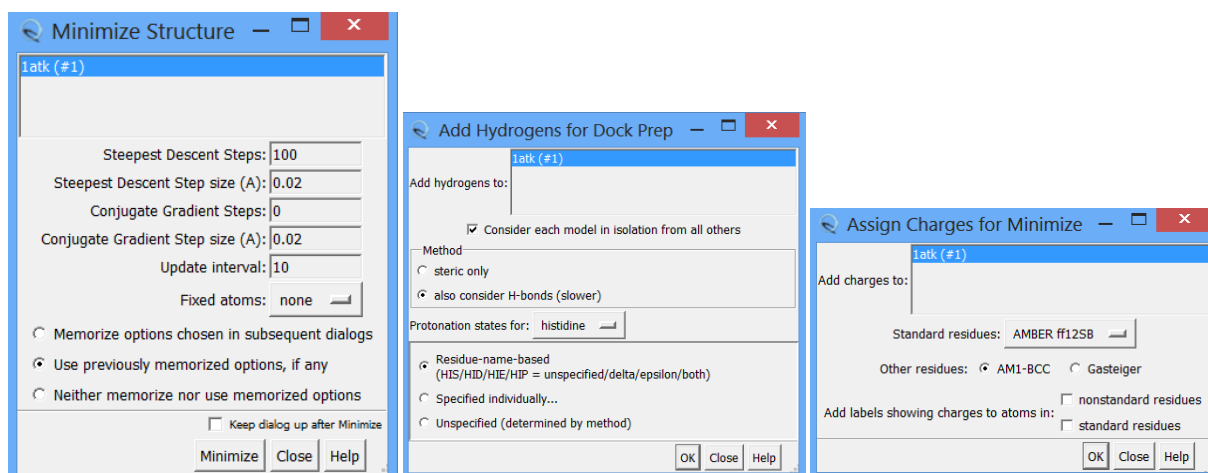 Minimize Structure
1atk (#1)
Steepest Descent Steps: 100
Steepest Descent Step size (A): 0.02
Conjugate Gradient Steps: 0
Conjugate Gradient Step size (A): 0.02
Update interval: 10
Fixed atoms: none
Memorize options chosen in subsequent dialogs
Use previously memorized options, if any
Neither memorize nor use memorized options
Keep dialog up after Minimize
Minimize Close Help
Add Hydrogens for Dock Prep
1atk (#1)
Add hydrogens to:
Consider each model in isolation from all others
Method
steric only
also consider H-bonds (slower)
Protonation states for: histidine
Residue-name-based
(HIS/HID/HIE/HIP = unspecified/delta/epsilon/both)
Specified individually...
Unspecified (determined by method)
OK Close Help
Assign Charges for Minimize
1atk (#1)
Add charges to:
Standard residues: AMBER ff12SB
Other residues: AM1-BCC Gasteiger
nonstandard residues
Add labels showing charges to atoms in:
standard residues
OK Close Help